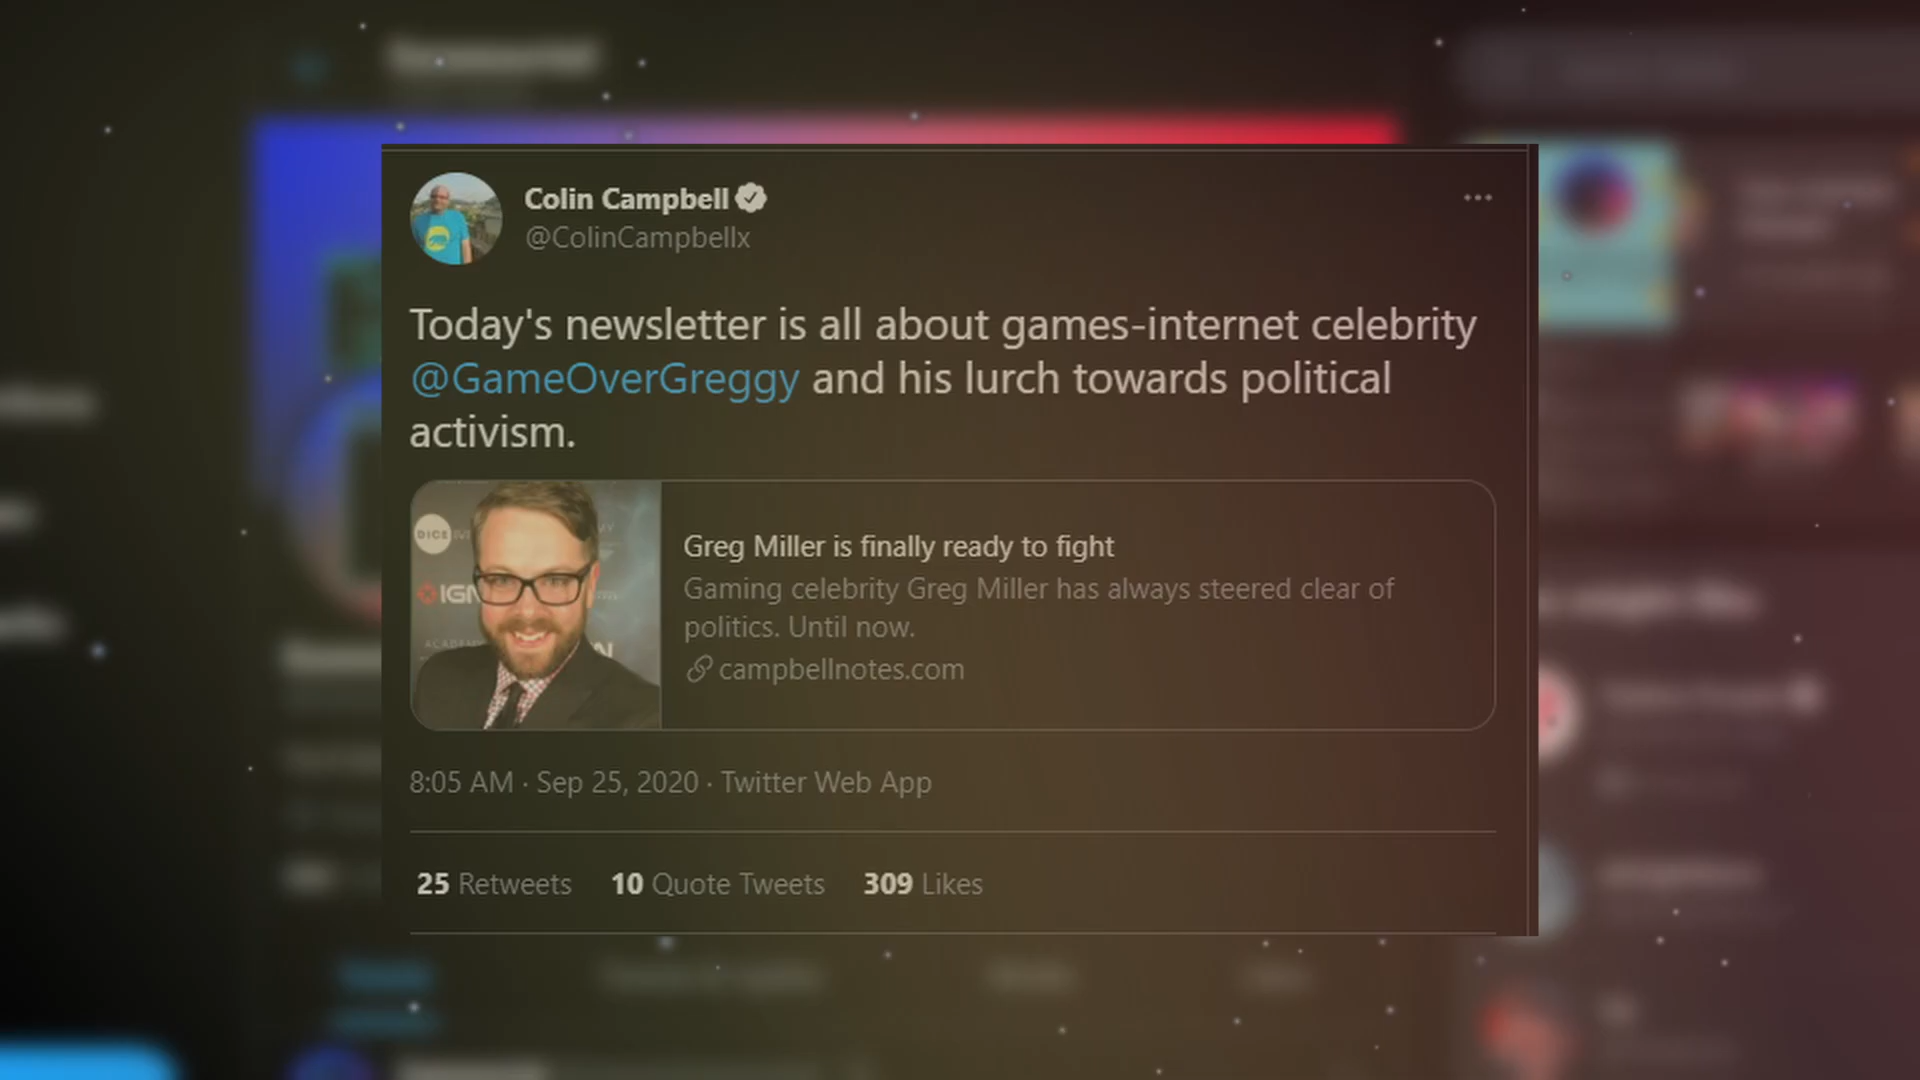 Colin Campbell
@ColinCampbellx
Today's newsletter is all about games-internet celebrity
@GameOverGreggy and his lurch towards political
activism.
DICE
IGN
Greg Miller is finally ready to fight
Gaming celebrity Greg Miller has always steered clear of
politics. Until now.
campbellnotes.com
8:05 AM · Sep 25, 2020 · Twitter Web App
25 Retweets 10 Quote Tweets 309 Likes